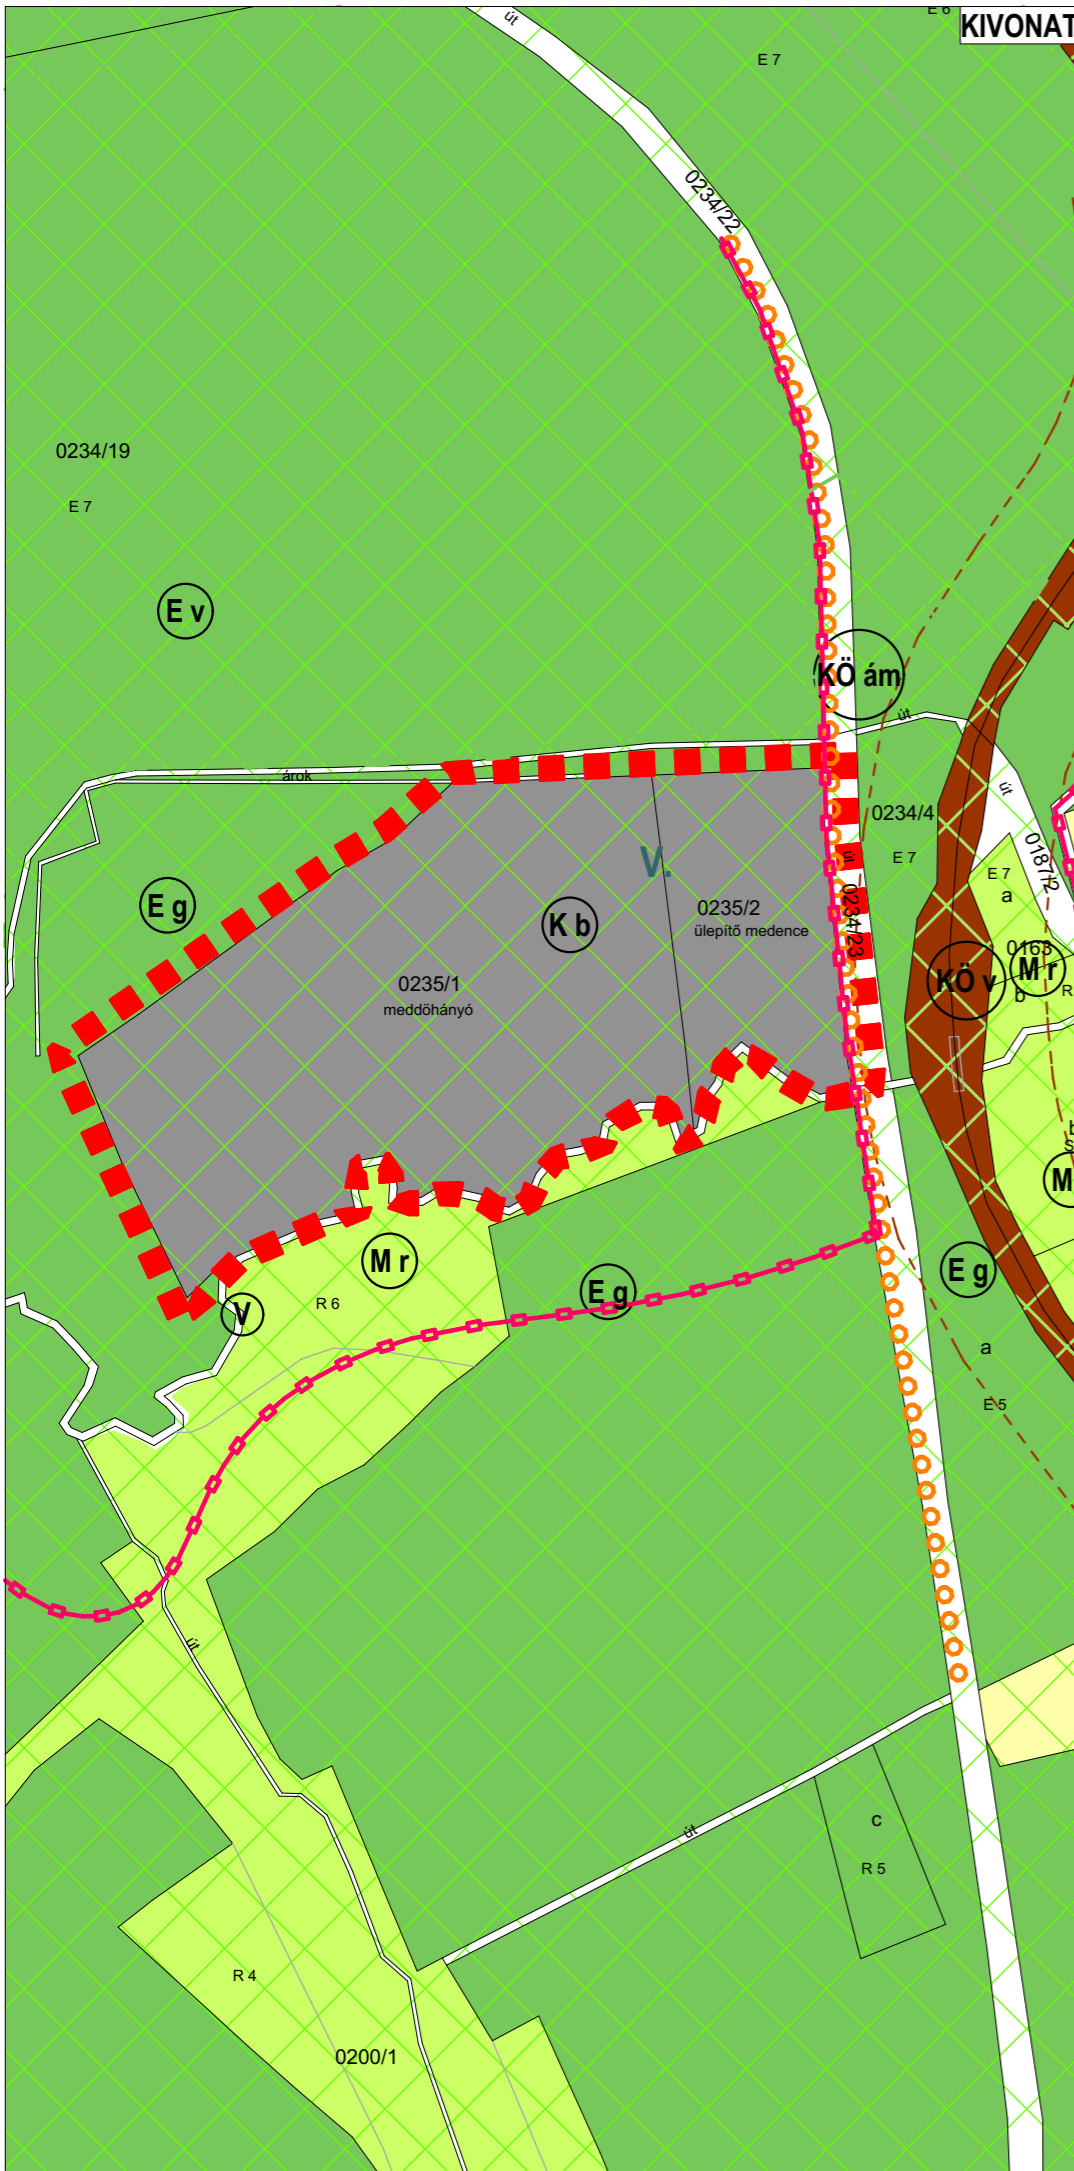 E 6
KIVONAT
út
E 7
0234/22
0234/19
E 7
E v
KÖ ám
út
árok
út
0234/4
E 7
út
0187/2
E 7
a
V.
E g
K b
0235/2
ülepítő medence
0234/23
0235/1
meddőhányó
0163
M r
KÖ v
b
R
b
s
M
M r
E g
E g
V
R 6
a
E 5
út
út
c
R 5
R 4
0200/1